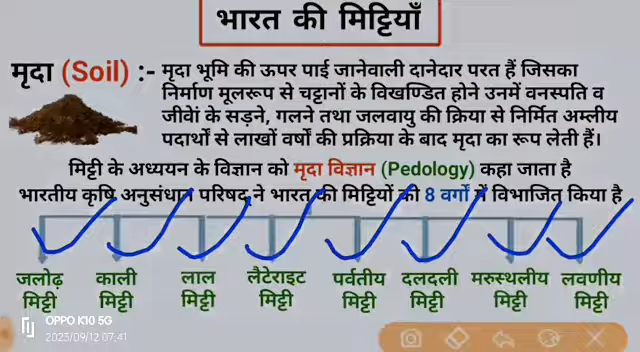 भारत की मिट्टियाँ
मृदा (Soil) :- मृदा भूमि की ऊपर पाई जानेवाली दानेदार परत हैं जिसका
निर्माण मूलरूप से चट्टानों के विखण्डित होने उनमें वनस्पति व
जीवों के सड़ने, गलने तथा जलवायु की क्रिया से निर्मित अम्लीय
पदार्थों से लाखों वर्षों की प्रक्रिया के बाद मृदा का रूप लेती हैं।
मिट्टी के अध्ययन के विज्ञान को मृदा विज्ञान (Pedology) कहा जाता है
भारतीय कृषि अनुसंधान परिषद ने भारत की मिट्टियों को 8 वर्गों में विभाजित किया है
जलोढ़ काली लाल लैटेराइट पर्वतीय दलदली मरुस्थलीय लवणीय
मिट्टी मिट्टी मिट्टी मिट्टी मिट्टी मिट्टी मिट्टी मिट्टी
OPPO K10 5G
2023/09/12 07:41